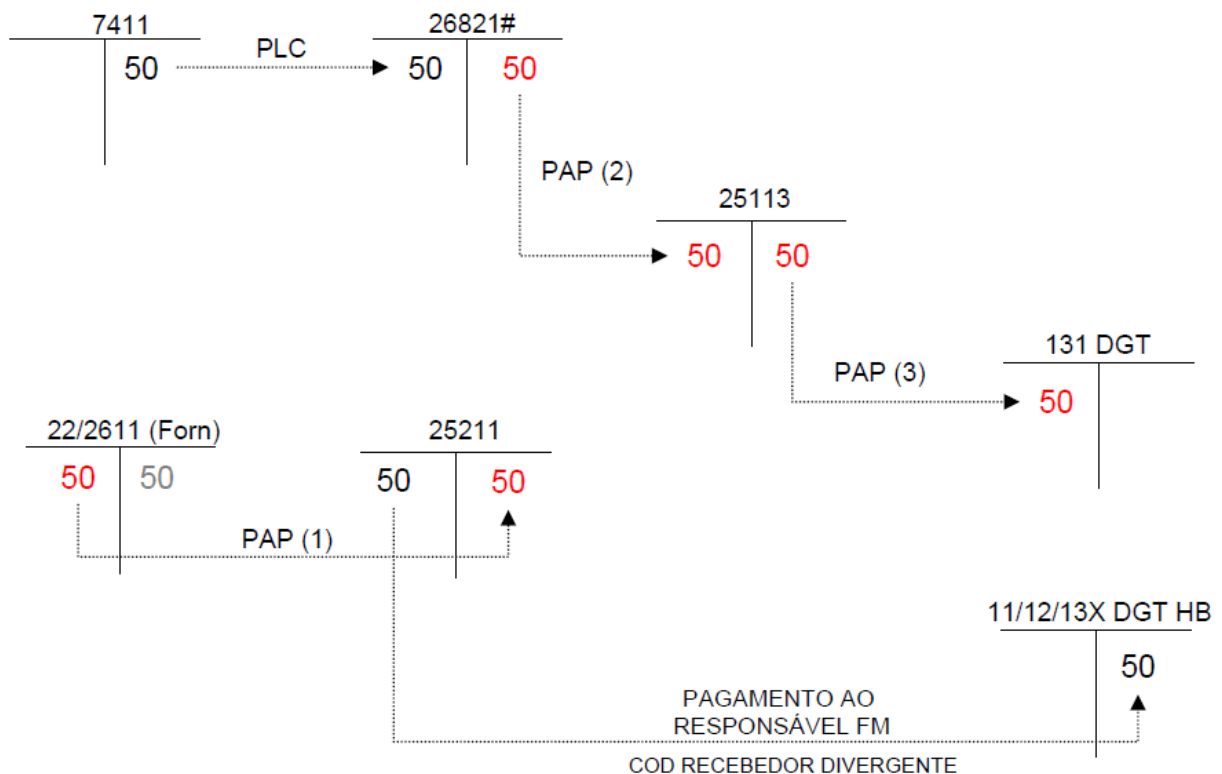 7411
26821#
50
PLC
50
50
PAP (2)
25113
50
50
131 DGT
PAP (3)
50
22/2611 (Forn)
25211
50
50
50
50
PAP (1)
11/12/13X DGT HB
50
PAGAMENTO AO
RESPONSÁVEL FM
COD RECEBEDOR DIVERGENTE